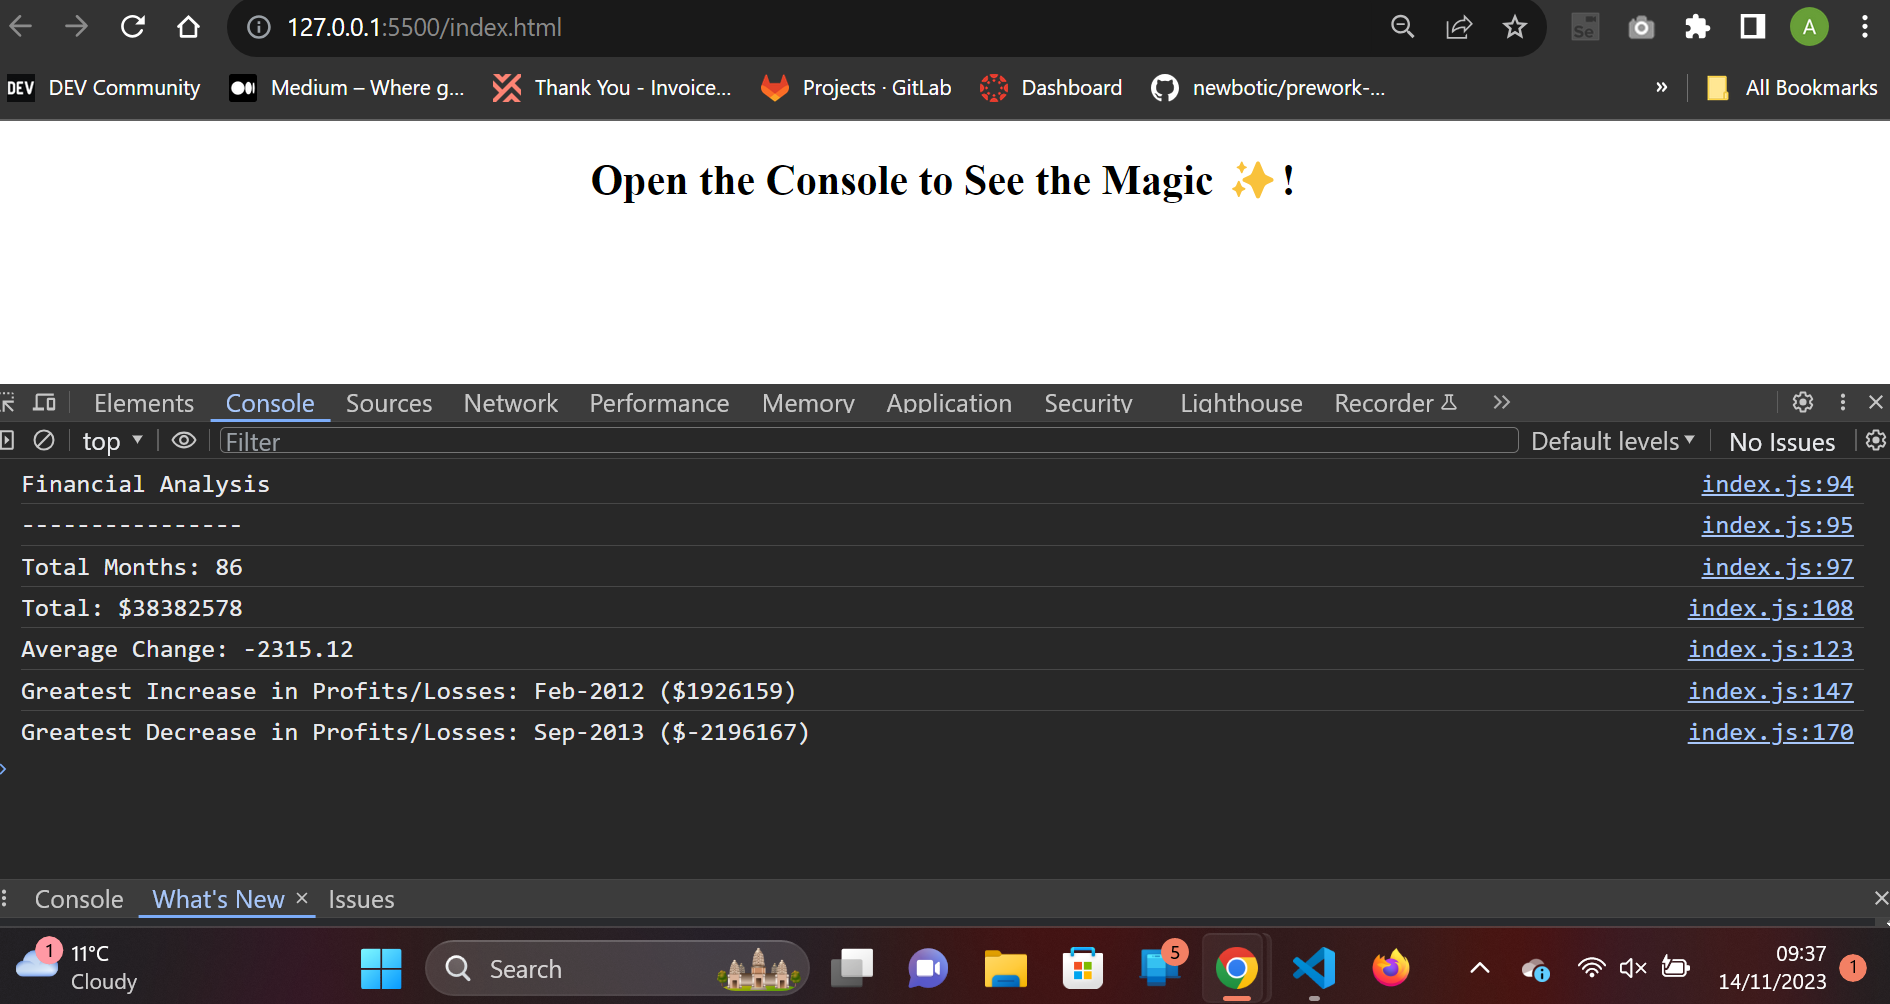 127.0.0.1:5500/index.html
Se
A
DEV DEV Community
Medium – Where g...
Thank You - Invoice...
Projects · GitLab
Dashboard
newbotic/prework-...
»
All Bookmarks
Open the Console to See the Magic ✨!
Elements Console Sources Network Performance Memory Application Security Lighthouse Recorder
top
Filter
Default levels
No Issues
Financial Analysis index.js:94
---------------- index.js:95
Total Months: 86 index.js:97
Total: $38382578 index.js:108
Average Change: -2315.12 index.js:123
Greatest Increase in Profits/Losses: Feb-2012 ($1926159) index.js:147
Greatest Decrease in Profits/Losses: Sep-2013 ($-2196167) index.js:170
Console What's New × Issues
1
11°C
Cloudy
Search
5
09:37
14/11/2023
1